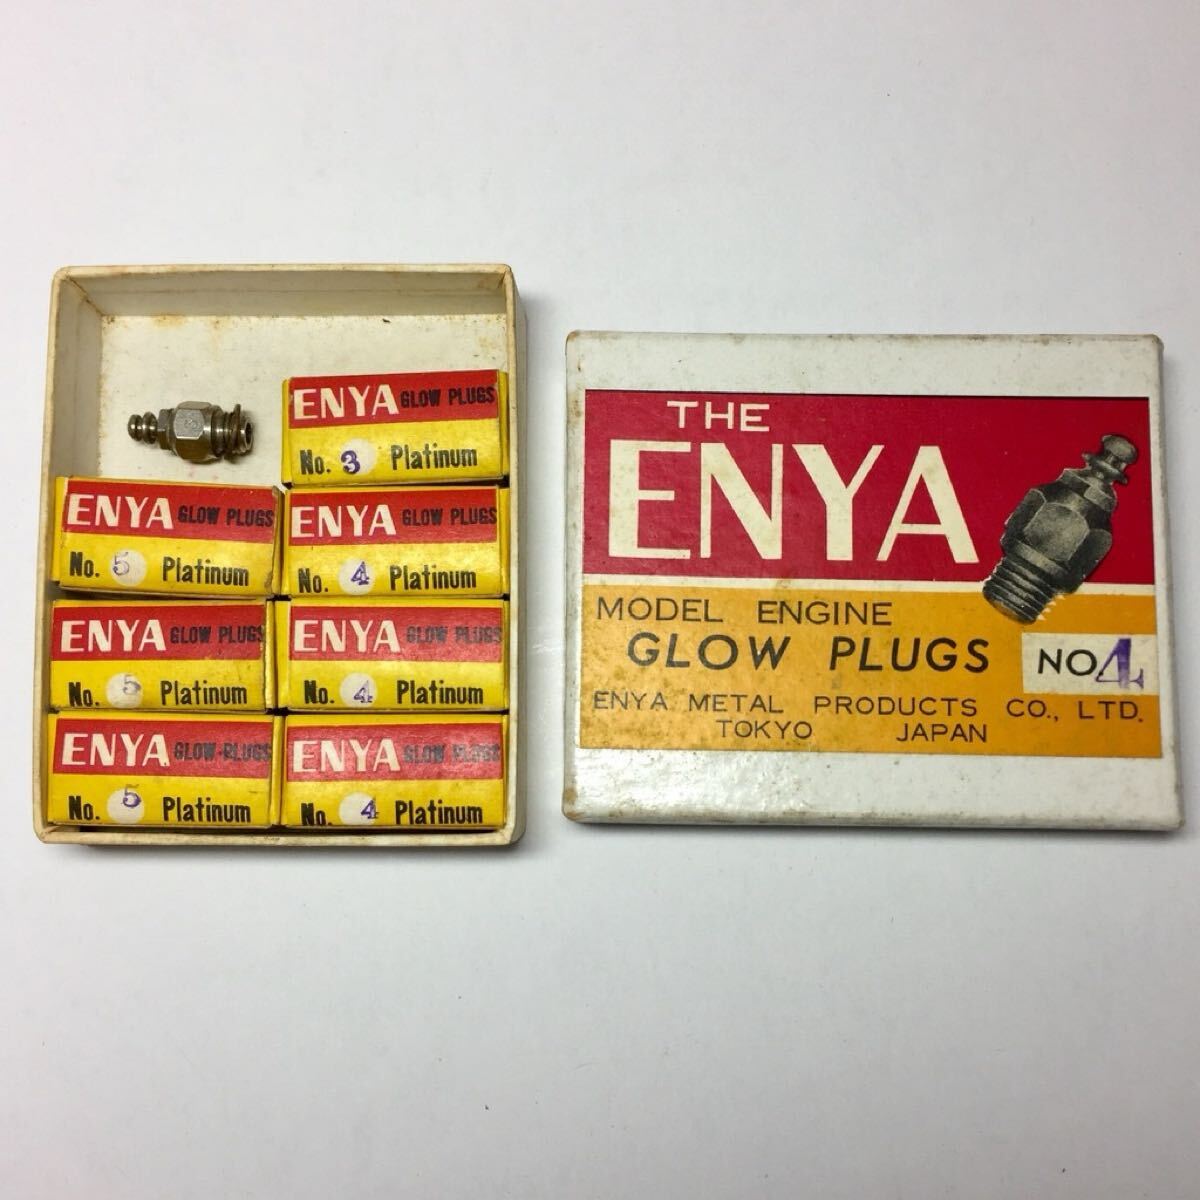 ENYA GLOW PLUGS
No. 3 Platinum
ENYA GLOW PLUGS
No. 5 Platinum
ENYA GLOW PLUGS
No. 4 Platinum
ENYA GLOW PLUGS
No. 5 Platinum
ENYA GLOW PLUGS
No. 4 Platinum
ENYA GLOW PLUGS
No. 5 Platinum
ENYA GLOW PLUGS
No. 4 Platinum
THE
ENYA
MODEL ENGINE
GLOW PLUGS
NO 4
ENYA METAL PRODUCTS CO., LTD.
TOKYO JAPAN